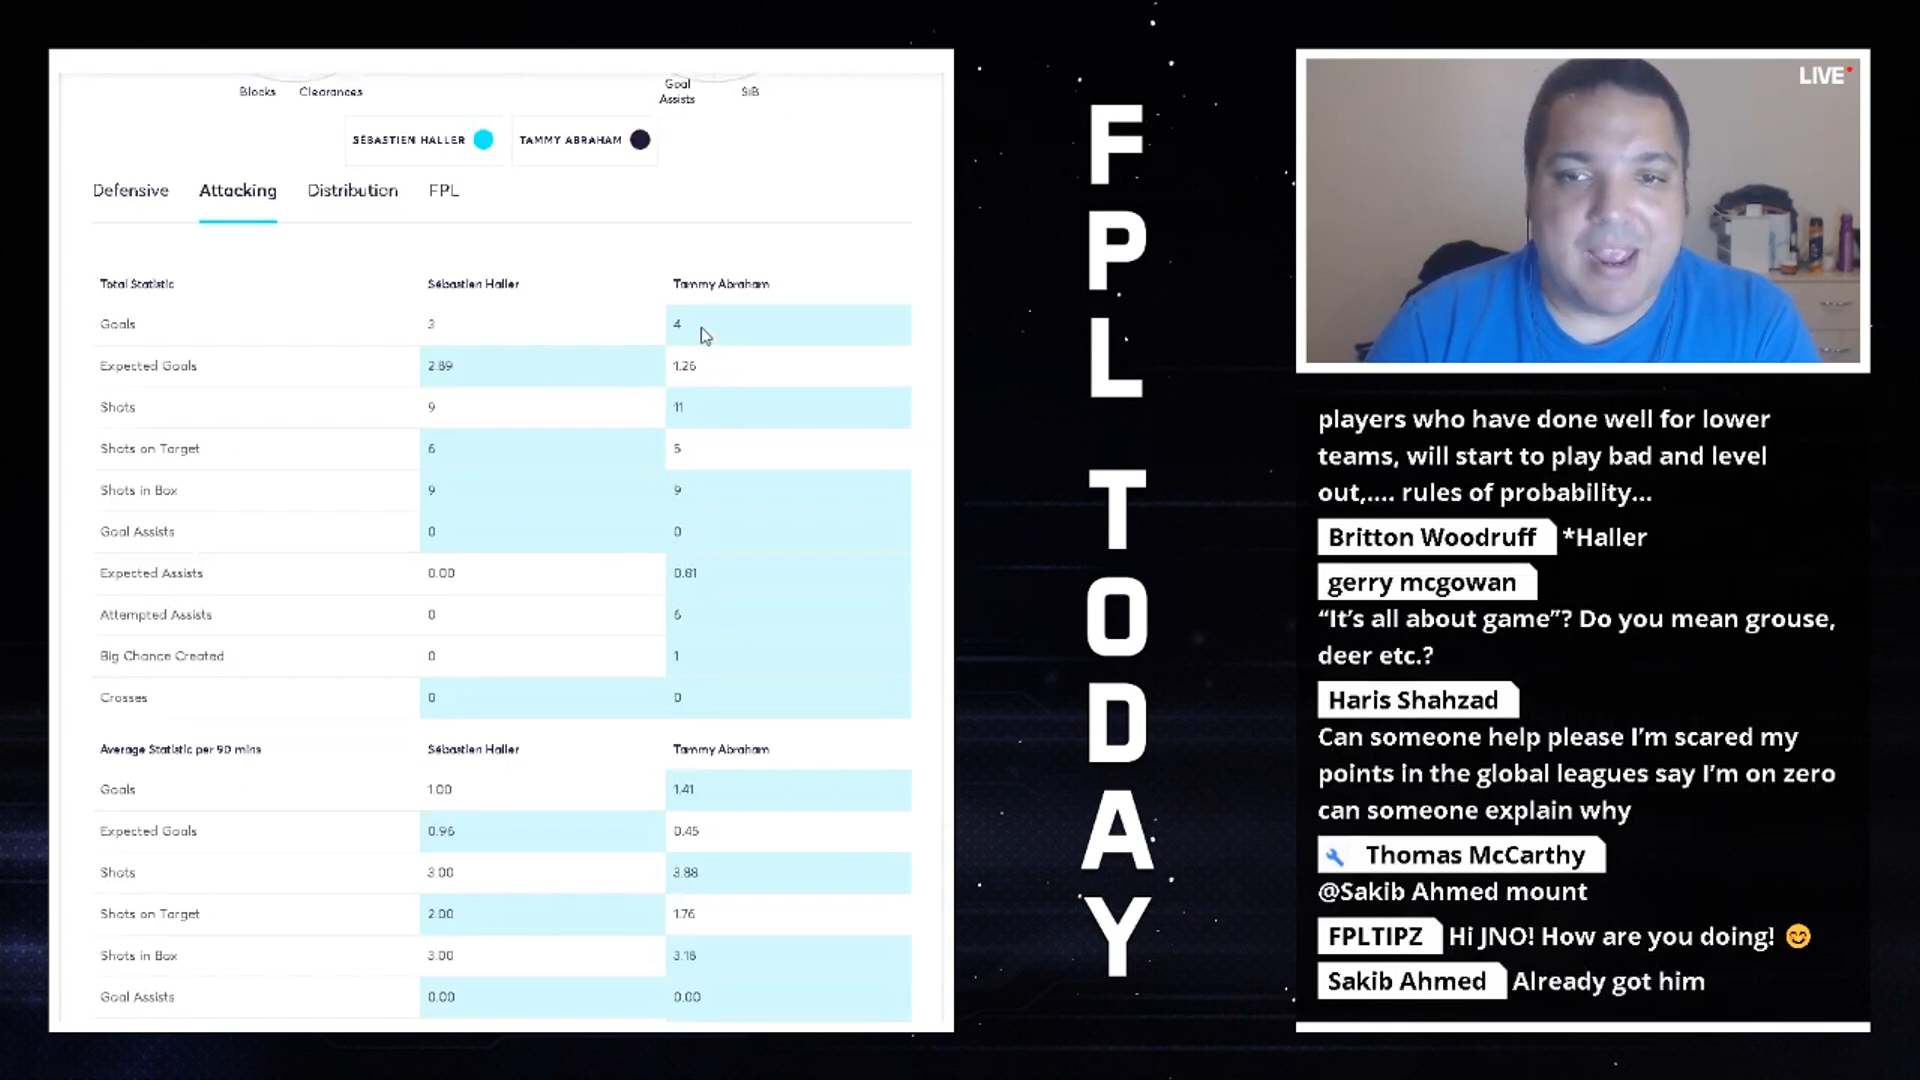 Blocks Clearances
Goal
Assists
SiB
SÉBASTIEN HALLER TAMMY ABRAHAM
Defensive Attacking Distribution FPL
Total Statistic Sébastien Haller Tammy Abraham
Goals 3 4
Expected Goals 2.89 1.26
Shots 9 11
Shots on Target 6 5
Shots in Box 9 9
Goal Assists 0 0
Expected Assists 0.00 0.81
Attempted Assists 0 6
Big Chance Created 0 1
Crosses 0 0
Average Statistic per 90 mins Sébastien Haller Tammy Abraham
Goals 1.00 1.41
Expected Goals 0.96 0.45
Shots 3.00 3.88
Shots on Target 2.00 1.76
Shots in Box 3.00 3.18
Goal Assists 0.00 0.00
FPL TODAY
LIVE
players who have done well for lower
teams, will start to play bad and level
out,.... rules of probability...
Britton Woodruff *Haller
gerry mcgowan
“It’s all about game”? Do you mean grouse,
deer etc.?
Haris Shahzad
Can someone help please I’m scared my
points in the global leagues say I’m on zero
can someone explain why
Thomas McCarthy
@Sakib Ahmed mount
FPLTIPZ Hi JNO! How are you doing! 😊
Sakib Ahmed Already got him